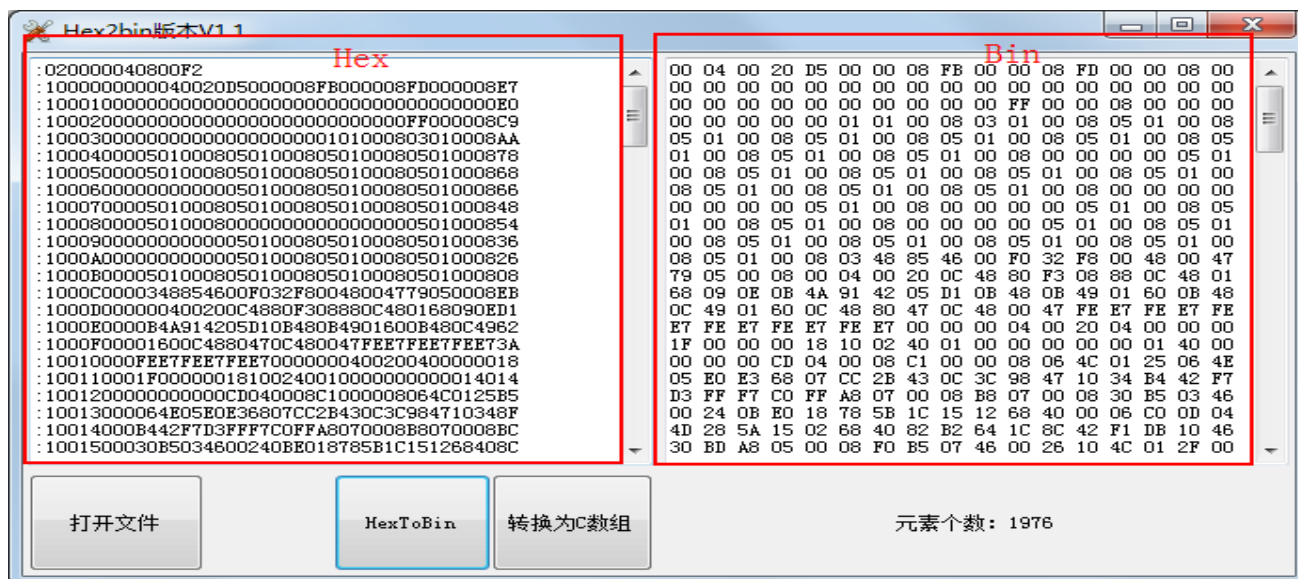 Hex2bin版本V1.1
Hex
:020000040800F2
:1000000000040020D5000008FB000008FD000008E7
:1000100000000000000000000000000000000000E0
:10002000000000000000000000000000FF000008C9
:1000300000000000000000000101000803010008AA
:100040000501000805010008050100080501000878
:100050000501000805010008050100080501000868
:100060000000000005010008050100080501000866
:100070000501000805010008050100080501000848
:100080000501000800000000000000000501000854
:100090000000000005010008050100080501000836
:1000A0000000000005010008050100080501000826
:1000B0000501000805010008050100080501000808
:1000C0000348854600F032F80048004779050008EB
:1000D000000400200C4880F308880C480168090ED1
:1000E0000B4A914205D10B480B4901600B480C4962
:1000F00001600C4880470C480047FEE7FEE7FEE73A
:10010000FEE7FEE7FEE70000000400200400000018
:100110001F00000018100240010000000000014014
:1001200000000000CD040008C1000008064C0125B5
:10013000064E05E0E36807CC2B430C3C984710348F
:10014000B442F7D3FFF7C0FFA8070008B8070008BC
:1001500030B5034600240BE018785B1C151268408C
Bin
00 04 00 20 D5 00 00 08 FB 00 00 08 FD 00 00 08 00
00 00 00 00 00 00 00 00 00 00 00 00 00 00 00 00 00
00 00 00 00 00 00 00 00 00 00 FF 00 00 08 00 00 00
00 00 00 00 00 01 01 00 08 03 01 00 08 05 01 00 08
05 01 00 08 05 01 00 08 05 01 00 08 05 01 00 08 05
01 00 08 05 01 00 08 05 01 00 08 00 00 00 00 05 01
00 08 05 01 00 08 05 01 00 08 05 01 00 08 05 01 00
08 05 01 00 08 05 01 00 08 05 01 00 08 00 00 00 00
00 00 00 00 05 01 00 08 00 00 00 00 05 01 00 08 05
01 00 08 05 01 00 08 05 01 00 08 05 01 00 08 05 01
00 08 05 01 00 08 05 01 00 08 05 01 00 08 05 01 00
08 05 01 00 08 03 48 85 46 00 F0 32 F8 00 48 00 47
79 05 00 08 00 04 00 20 0C 48 80 F3 08 88 0C 48 01
68 09 0E 0B 4A 91 42 05 D1 0B 48 0B 49 01 60 0B 48
0C 49 01 60 0C 48 80 47 0C 48 00 47 FE E7 FE E7 FE
E7 FE E7 FE E7 FE E7 00 00 00 04 00 20 04 00 00 00
1F 00 00 00 18 10 02 40 01 00 00 00 00 00 01 40 00
00 00 00 CD 04 00 08 C1 00 00 08 06 4C 01 25 06 4E
05 E0 E3 68 07 CC 2B 43 0C 3C 98 47 10 34 B4 42 F7
D3 FF F7 C0 FF A8 07 00 08 B8 07 00 08 30 B5 03 46
00 24 0B E0 18 78 5B 1C 15 12 68 40 00 06 C0 0D 04
4D 28 5A 15 02 68 40 82 B2 64 1C 8C 42 F1 DB 10 46
30 BD A8 05 00 08 F0 B5 07 46 00 26 10 4C 01 2F 00
打开文件
HexToBin
转换为C数组
元素个数: 1976